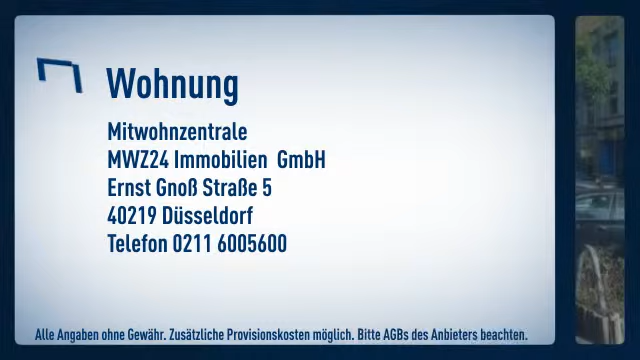 Wohnung
Mitwohnzentrale
MWZ24 Immobilien GmbH
Ernst Gnoß Straße 5
40219 Düsseldorf
Telefon 0211 6005600
Alle Angaben ohne Gewähr. Zusätzliche Provisionskosten möglich. Bitte AGBs des Anbieters beachten.